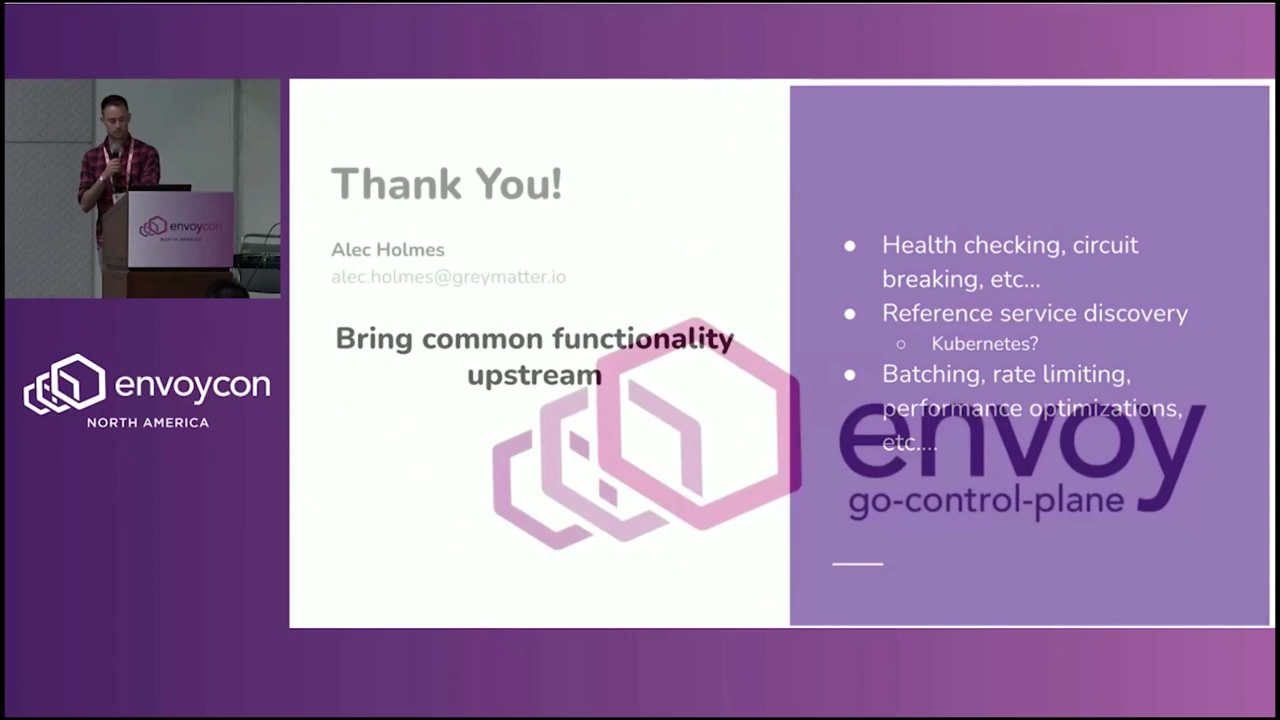 envoycon
NORTH AMERICA
envoycon
NORTH AMERICA
Thank You!
Alec Holmes
alec.holmes@greymatter.io
Bring common functionality
upstream
● Health checking, circuit
breaking, etc...
● Reference service discovery
○ Kubernetes?
● Batching, rate limiting,
performance optimizations,
etc....
envoy
go-control-plane